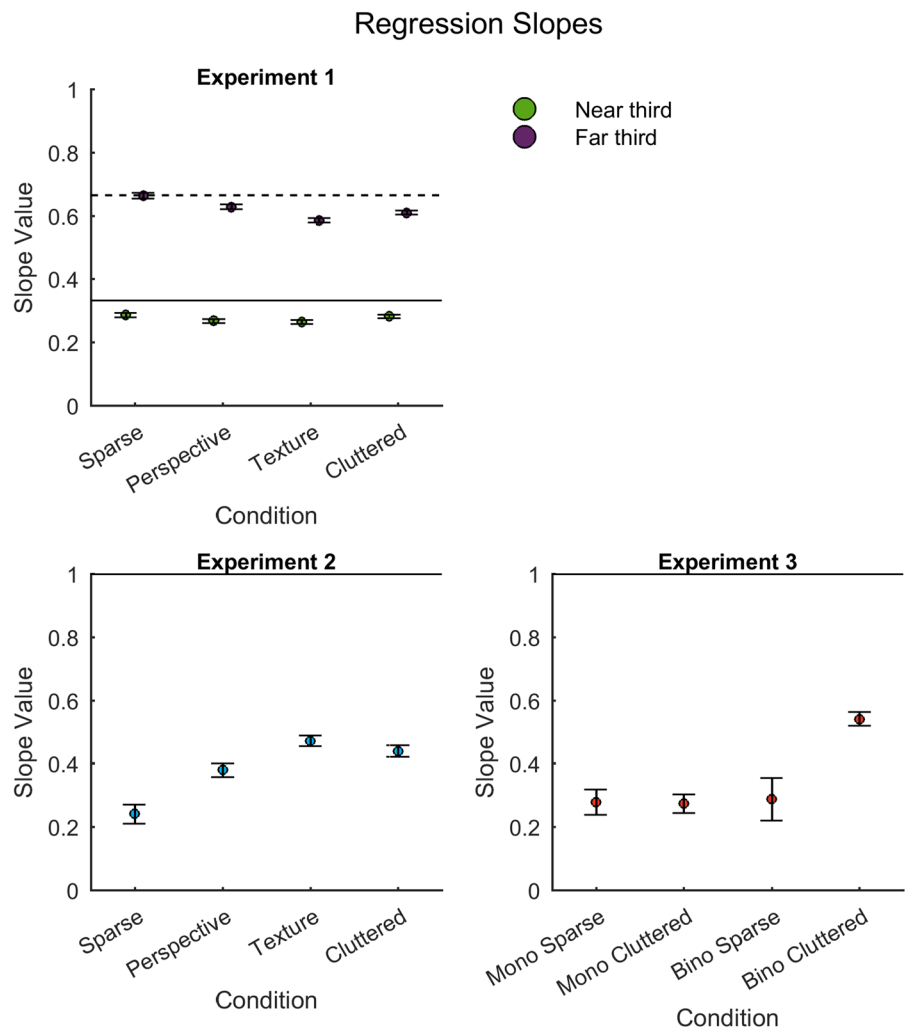 Regression Slopes
Experiment 1
Near third
Far third
1
0.8
0.6
0.4
0.2
0
Slope Value
Sparse
Perspective
Texture
Cluttered
Condition
Experiment 2
1
0.8
0.6
0.4
0.2
0
Slope Value
Sparse
Perspective
Texture
Cluttered
Condition
Experiment 3
1
0.8
0.6
0.4
0.2
0
Slope Value
Mono Sparse
Mono Cluttered
Bino Sparse
Bino Cluttered
Condition